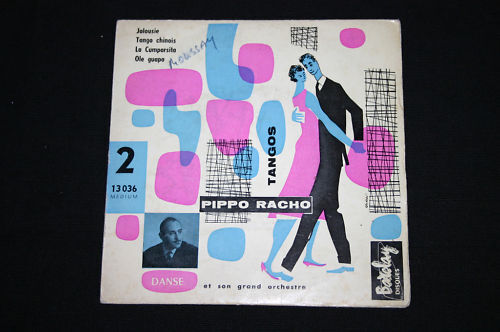 Jalousie
Tango chinois
La Cumparsita
Ole guapa
MOUSSAY
2
13 036
MEDIUM
TANGOS
PIPPO RACHO
DANSE
et son grand orchestre
Barclay
DISQUES